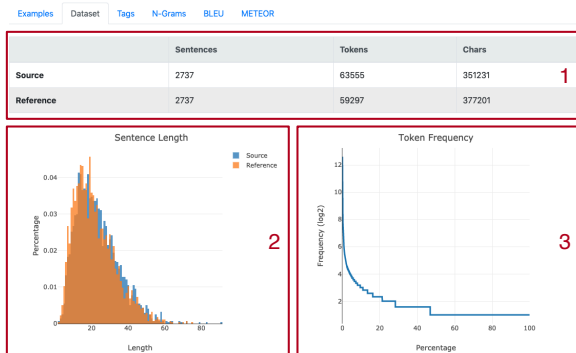 Examples Dataset Tags N-Grams BLEU METEOR
Sentences Tokens Chars
Source 2737 63555 351231
Reference 2737 59297 377201
1
Sentence Length
Source
Reference
0.04
0.03
0.02
0.01
0
Percentage
20 40 60 80
Length
2
Token Frequency
12
10
8
6
4
2
Frequency (log2)
0 20 40 60 80 100
Percentage
3